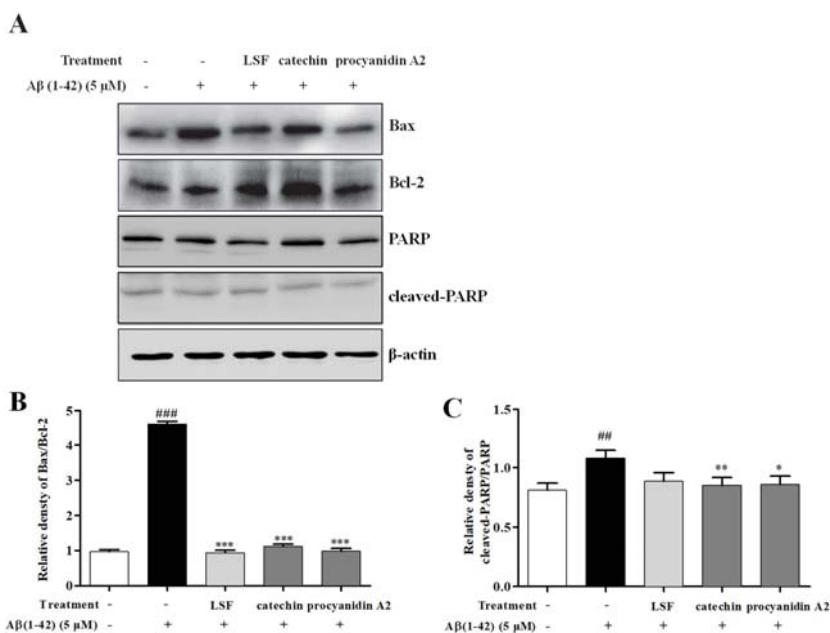 A
Treatment - - LSF catechin procyanidin A2
Aβ (1-42) (5 μM) - + + + +
Bax
Bcl-2
PARP
cleaved-PARP
β-actin
B
Relative densty of Bax/Bcl-2
5
4
3
2
1
0
###
***
***
***
Treatment - - LSF catechin procyanidin A2
Aβ(1-42) (5 μM) - + + + +
C
Relative densty of
cleaved-PARP/PARP
1.5
1.0
0.5
0.0
##
**
*
Treatment - - LSF catechin procyanidin A2
Aβ(1-42) (5 μM) - + + + +